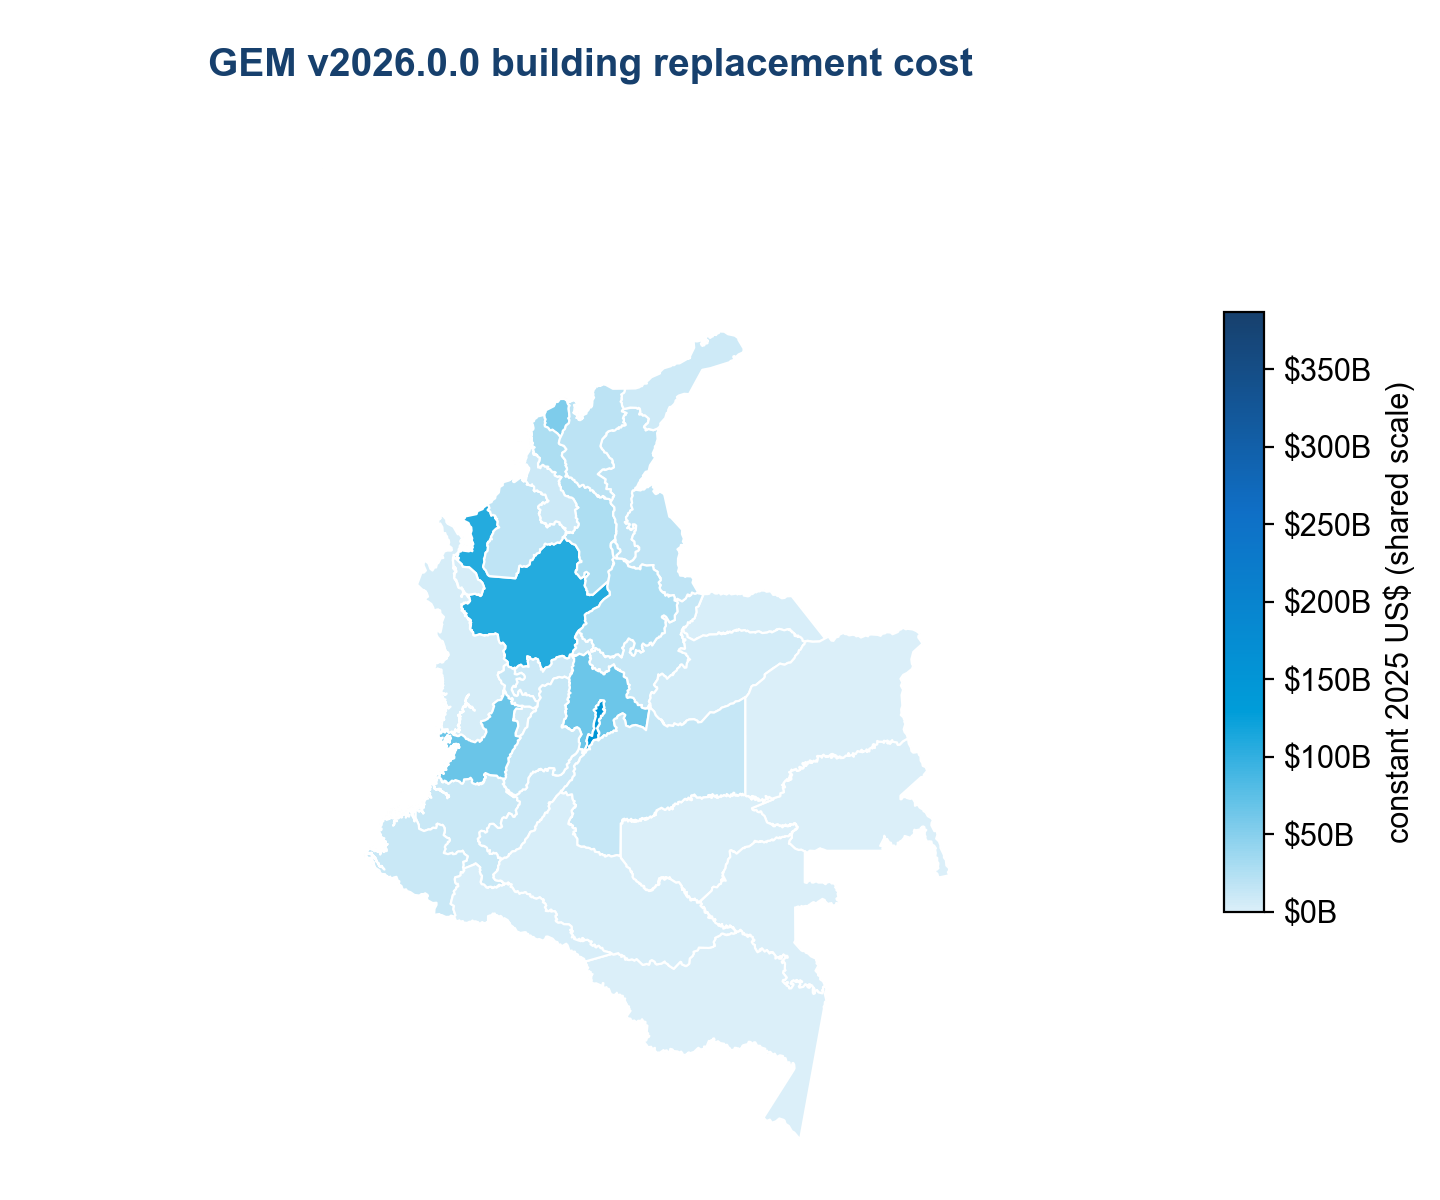 GEM v2026.0.0 building replacement cost
$350B
$300B
$250B
$200B
$150B
$100B
$50B
$0B
constant 2025 US$ (shared scale)